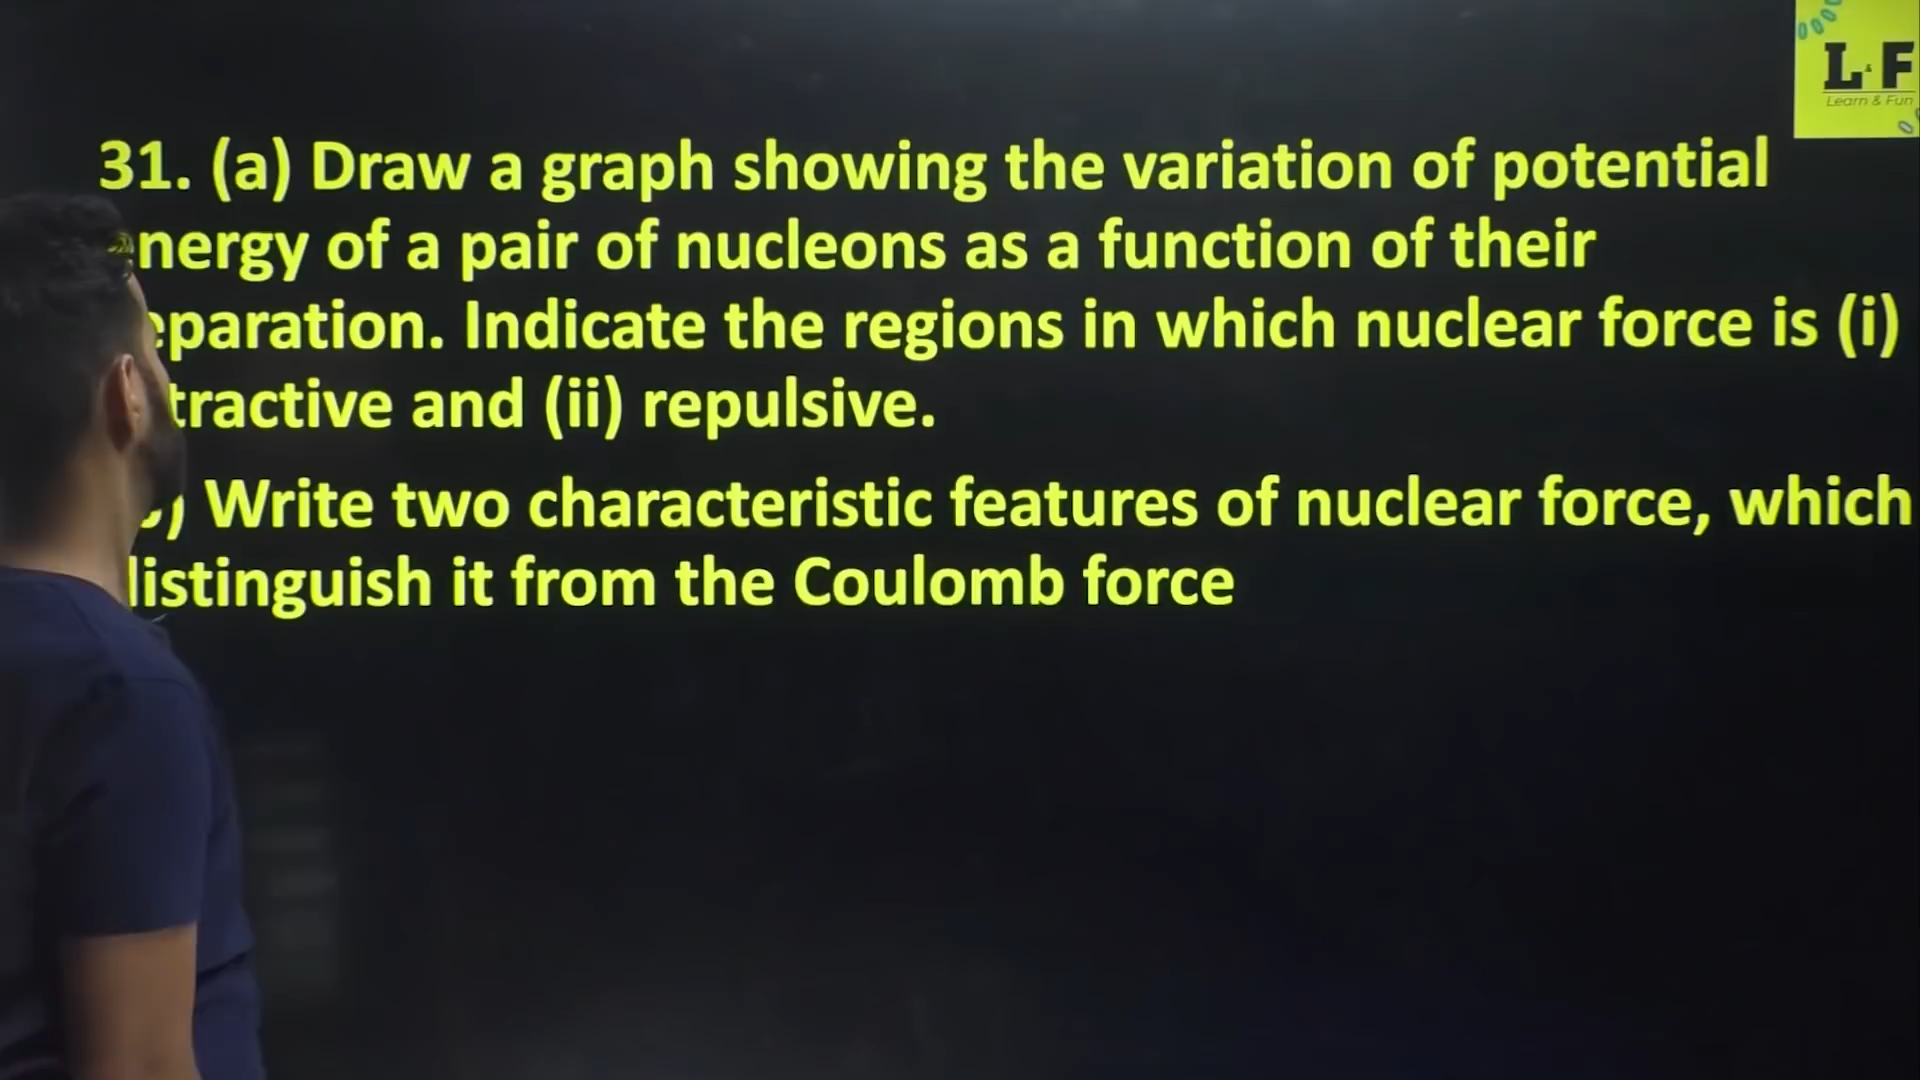 31. (a) Draw a graph showing the variation of potential
nergy of a pair of nucleons as a function of their
eparation. Indicate the regions in which nuclear force is (i)
tractive and (ii) repulsive.
) Write two characteristic features of nuclear force, which
listinguish it from the Coulomb force
L&F
Learn & Fun